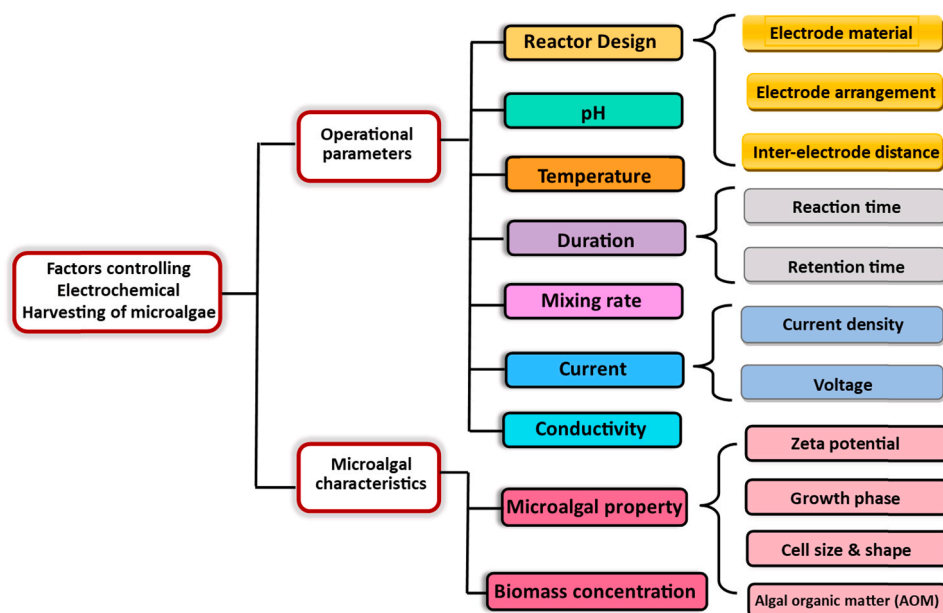 Factors controlling
Electrochemical
Harvesting of microalgae
Operational
parameters
Reactor Design
Electrode material
Electrode arrangement
Inter-electrode distance
pH
Temperature
Duration
Reaction time
Retention time
Mixing rate
Current
Current density
Voltage
Conductivity
Microalgal
characteristics
Microalgal property
Zeta potential
Growth phase
Cell size & shape
Algal organic matter (AOM)
Biomass concentration